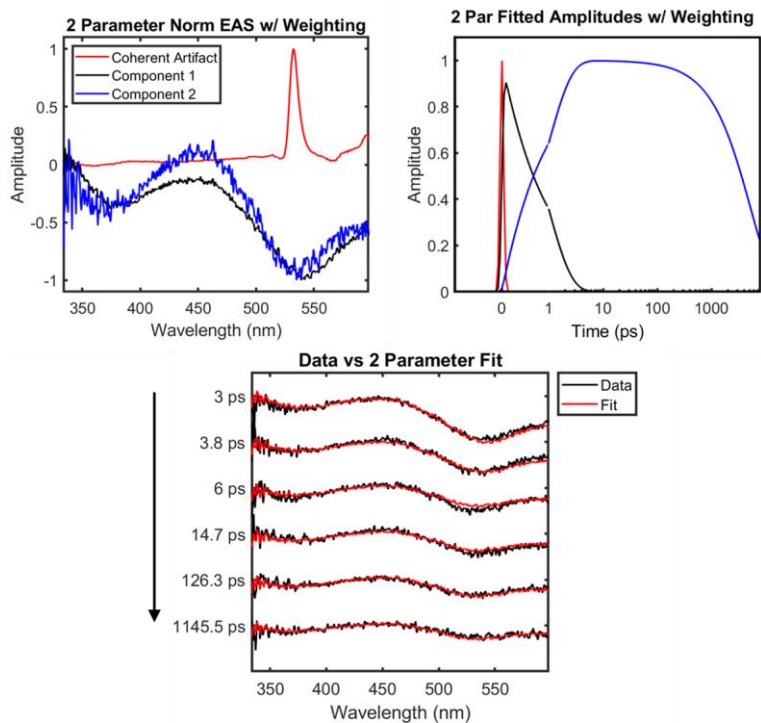 2 Parameter Norm EAS w/ Weighting
Coherent Artifact
Component 1
Component 2
Amplitude
1
0.5
0
-0.5
-1
350
400
450
500
550
Wavelength (nm)
2 Par Fitted Amplitudes w/ Weighting
Amplitude
1
0.8
0.6
0.4
0.2
0
0
1
10
100
1000
Time (ps)
Data vs 2 Parameter Fit
Data
Fit
3 ps
3.8 ps
6 ps
14.7 ps
126.3 ps
1145.5 ps
350
400
450
500
550
Wavelength (nm)